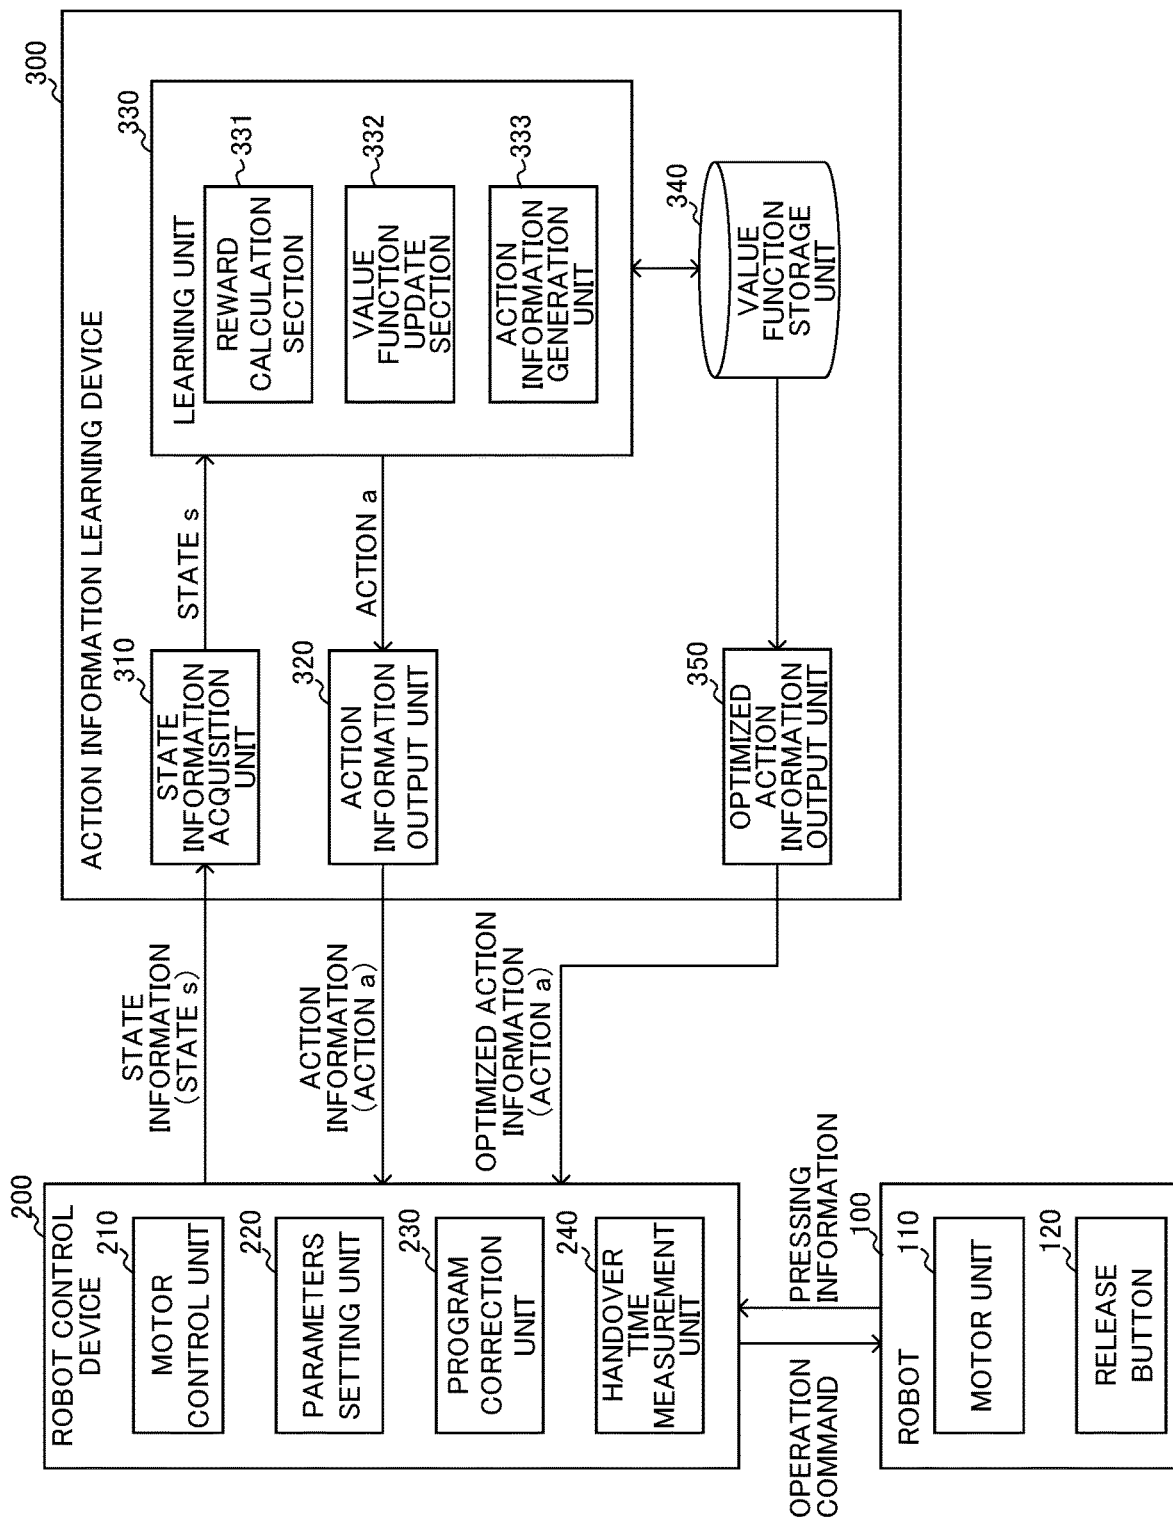 300
ACTION INFORMATION LEARNING DEVICE
330
LEARNING UNIT
331
REWARD
CALCULATION
SECTION
332
VALUE
FUNCTION
UPDATE
SECTION
333
ACTION
INFORMATION
GENERATION
UNIT
340
VALUE
FUNCTION
STORAGE
UNIT
STATE s
ACTION a
310
STATE
INFORMATION
ACQUISITION
UNIT
320
ACTION
INFORMATION
OUTPUT UNIT
350
OPTIMIZED
ACTION
INFORMATION
OUTPUT UNIT
STATE
INFORMATION
(STATE s)
ACTION
INFORMATION
(ACTION a)
OPTIMIZED ACTION
INFORMATION
(ACTION a)
200
ROBOT CONTROL
DEVICE
210
MOTOR
CONTROL UNIT
220
PARAMETERS
SETTING UNIT
230
PROGRAM
CORRECTION
UNIT
240
HANDOVER
TIME
MEASUREMENT
UNIT
PRESSING
INFORMATION
OPERATION
COMMAND
100
ROBOT
110
MOTOR UNIT
120
RELEASE
BUTTON